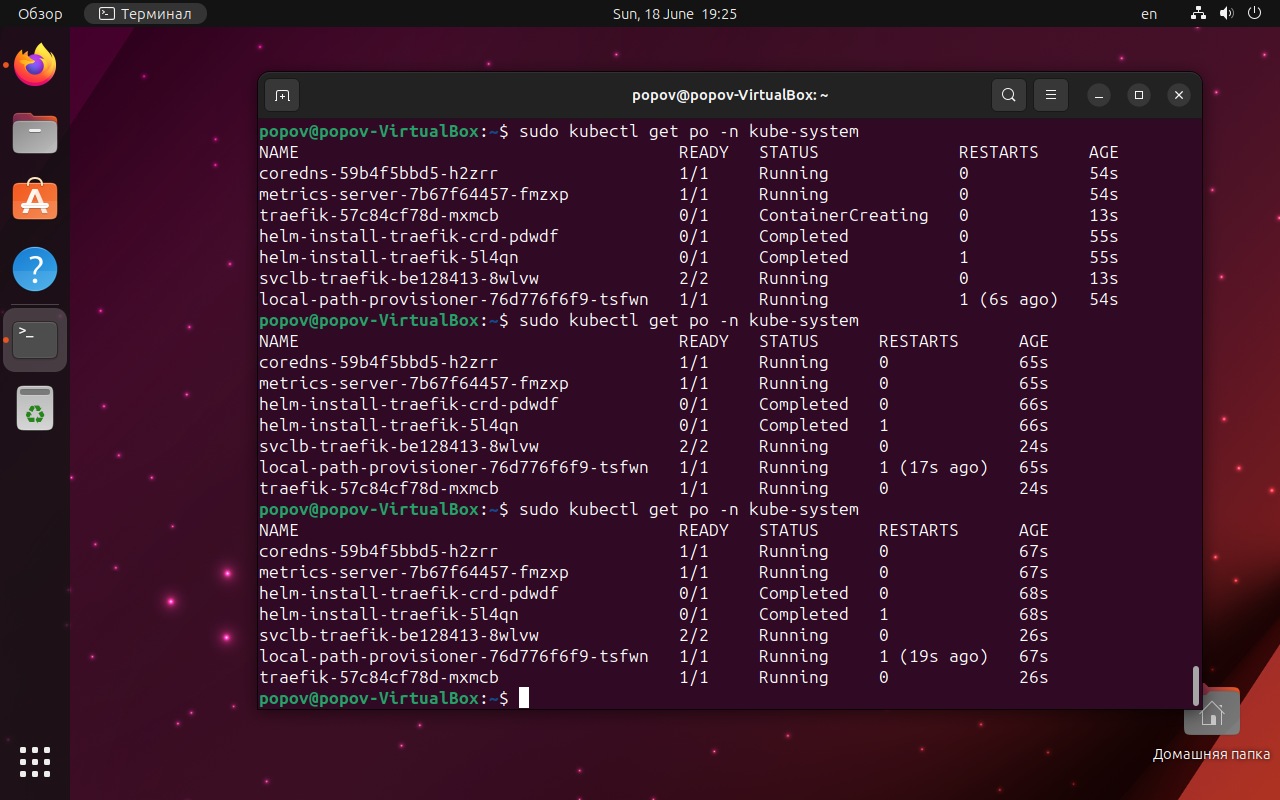 Обзор Терминал Sun, 18 June 19:25 en
popov@popov-VirtualBox: ~
popov@popov-VirtualBox:~$ sudo kubectl get po -n kube-system
NAME READY STATUS RESTARTS AGE
coredns-59b4f5bbd5-h2zrr 1/1 Running 0 54s
metrics-server-7b67f64457-fmzxp 1/1 Running 0 54s
traefik-57c84cf78d-mxmcb 0/1 ContainerCreating 0 13s
helm-install-traefik-crd-pdwdf 0/1 Completed 0 55s
helm-install-traefik-5l4qn 0/1 Completed 1 55s
svclb-traefik-be128413-8wlvw 2/2 Running 0 13s
local-path-provisioner-76d776f6f9-tsfwn 1/1 Running 1 (6s ago) 54s
popov@popov-VirtualBox:~$ sudo kubectl get po -n kube-system
NAME READY STATUS RESTARTS AGE
coredns-59b4f5bbd5-h2zrr 1/1 Running 0 65s
metrics-server-7b67f64457-fmzxp 1/1 Running 0 65s
helm-install-traefik-crd-pdwdf 0/1 Completed 0 66s
helm-install-traefik-5l4qn 0/1 Completed 1 66s
svclb-traefik-be128413-8wlvw 2/2 Running 0 24s
local-path-provisioner-76d776f6f9-tsfwn 1/1 Running 1 (17s ago) 65s
traefik-57c84cf78d-mxmcb 1/1 Running 0 24s
popov@popov-VirtualBox:~$ sudo kubectl get po -n kube-system
NAME READY STATUS RESTARTS AGE
coredns-59b4f5bbd5-h2zrr 1/1 Running 0 67s
metrics-server-7b67f64457-fmzxp 1/1 Running 0 67s
helm-install-traefik-crd-pdwdf 0/1 Completed 0 68s
helm-install-traefik-5l4qn 0/1 Completed 1 68s
svclb-traefik-be128413-8wlvw 2/2 Running 0 26s
local-path-provisioner-76d776f6f9-tsfwn 1/1 Running 1 (19s ago) 67s
traefik-57c84cf78d-mxmcb 1/1 Running 0 26s
popov@popov-VirtualBox:~$
Домашняя папка